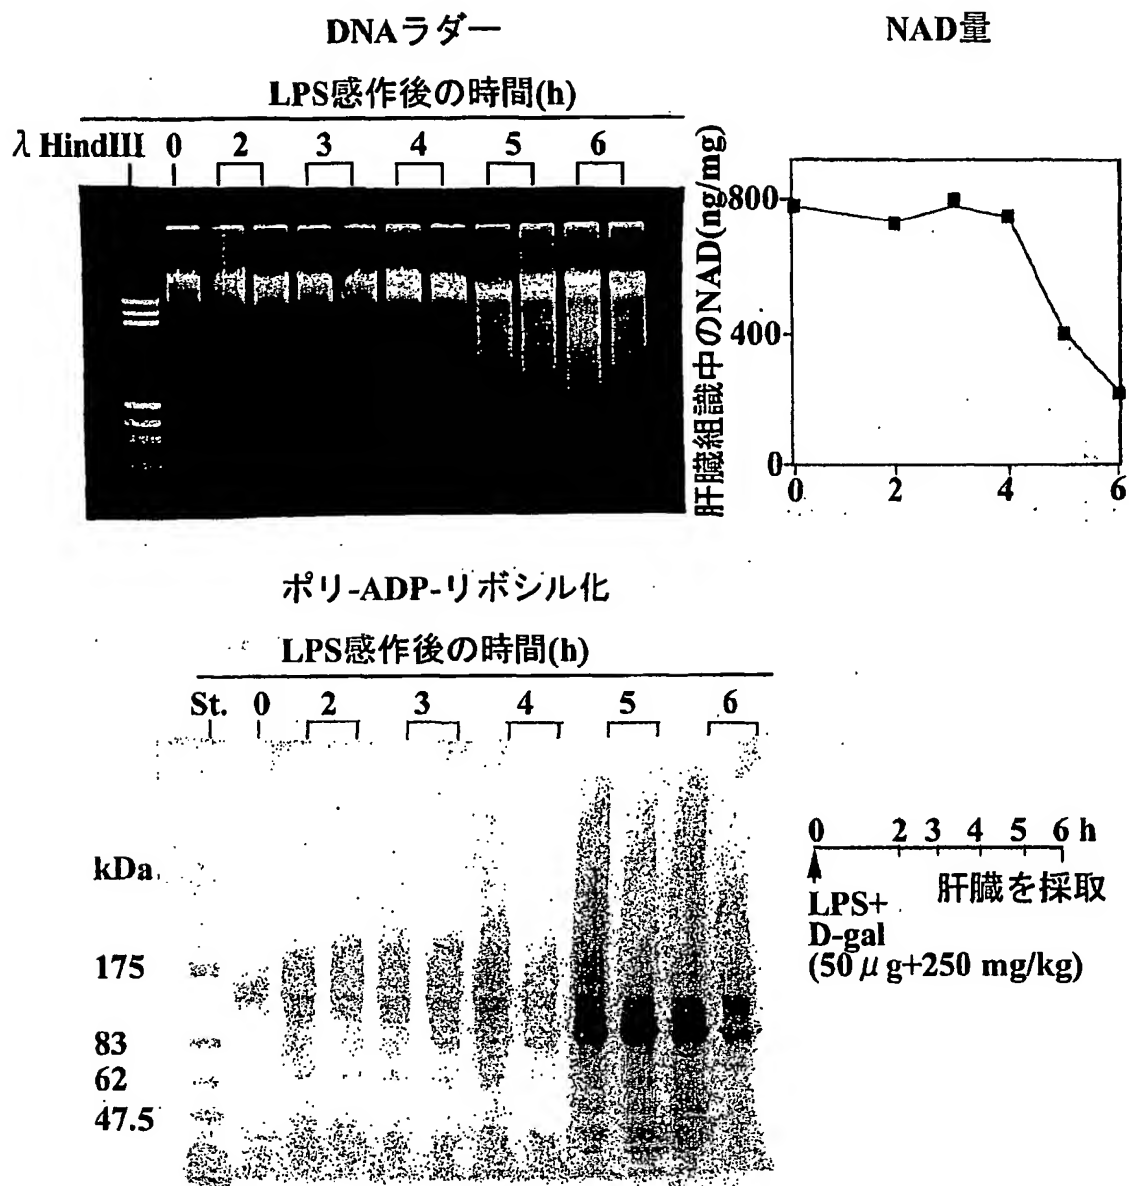 DNAラダー
LPS感作後の時間(h)
λ HindIII 0 2 3 4 5 6
NAD量
肝臓組識中のNAD(ng/mg)
800
400
0
0 2 4 6
ポリ-ADP-リボシル化
LPS感作後の時間(h)
St. 0 2 3 4 5 6
kDa
175
83
62
47.5
0 2 3 4 5 6 h
肝臓を採取
LPS+
D-gal
(50μg+250 mg/kg)